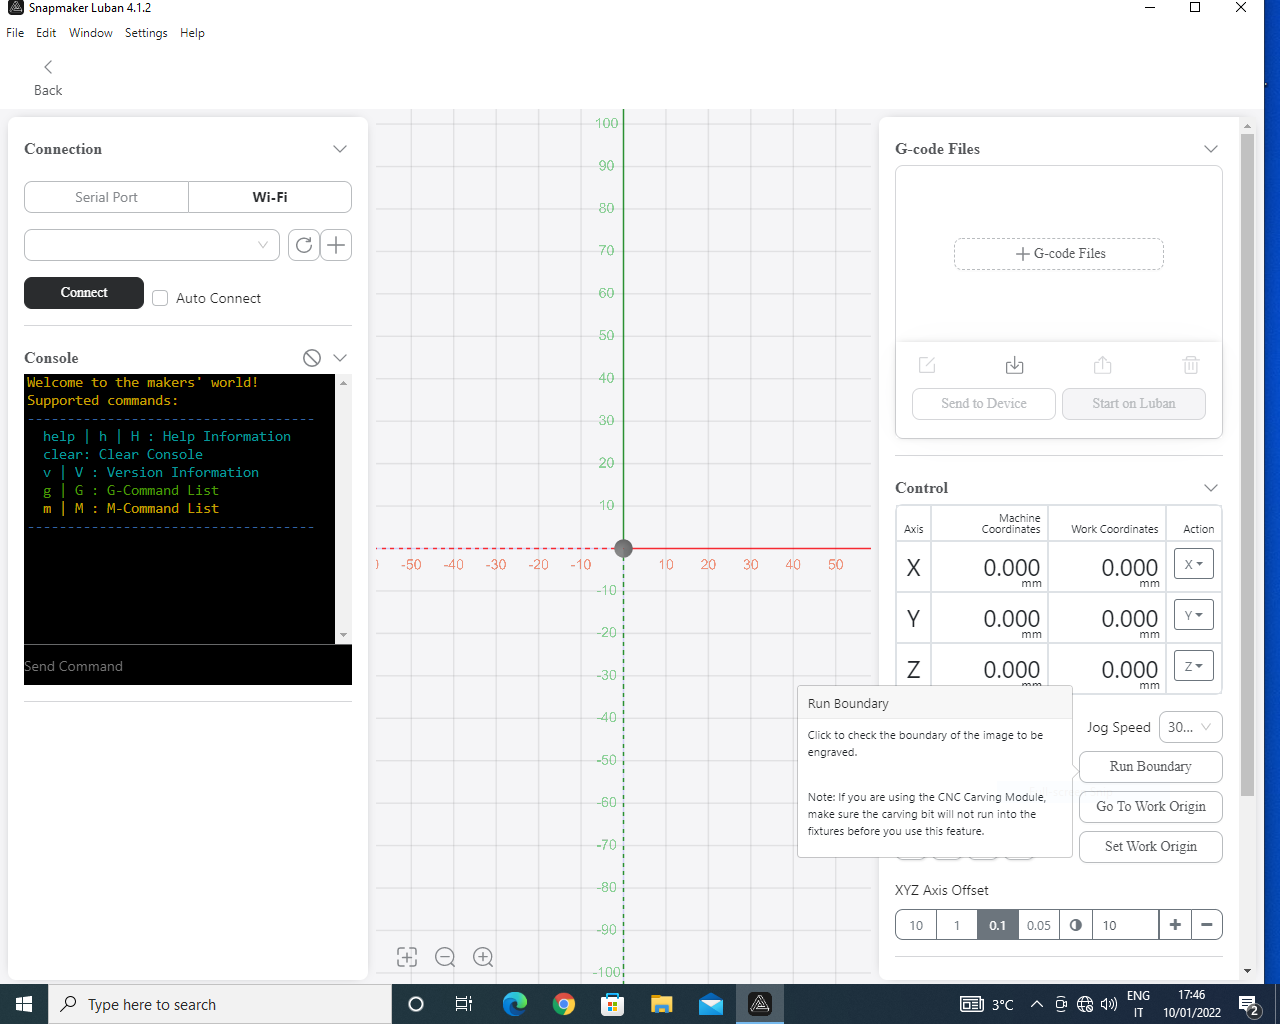 Snapmaker Luban 4.1.2
File Edit Window Settings Help
Back
Connection
Serial Port Wi-Fi
Connect Auto Connect
Console
Welcome to the makers' world!
Supported commands:
------------------------------------
help | h | H : Help Information
clear: Clear Console
v | V : Version Information
g | G : G-Command List
m | M : M-Command List
------------------------------------
Send Command
100
90
80
70
60
50
40
30
20
10
-50 -40 -30 -20 -10 10 20 30 40 50
-10
-20
-30
-40
-50
-60
-70
-80
-90
-100
G-code Files
G-code Files
Send to Device Start on Luban
Control
Axis Machine Coordinates Work Coordinates Action
X 0.000 mm 0.000 mm X
Y 0.000 mm 0.000 mm Y
Z 0.000 mm 0.000 mm Z
Run Boundary
Click to check the boundary of the image to be
engraved.
Note: If you are using the CNC Carving Module,
make sure the carving bit will not run into the
fixtures before you use this feature.
Jog Speed 30...
Run Boundary
Go To Work Origin
Set Work Origin
XYZ Axis Offset
10 1 0.1 0.05 10
Type here to search
3°C
ENG
IT
17:46
10/01/2022
2